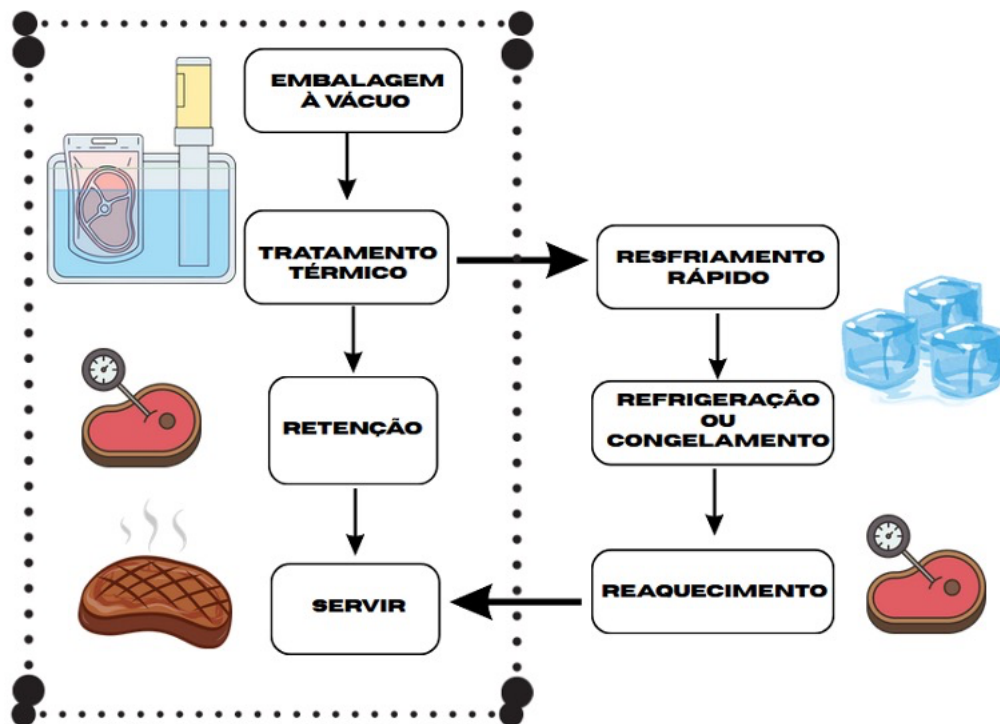 EMBALAGEM
À VÁCUO
TRATAMENTO
TÉRMICO
RETENÇÃO
SERVIR
RESFRIAMENTO
RÁPIDO
REFRIGERAÇÃO
OU
CONGELAMENTO
REAQUECIMENTO